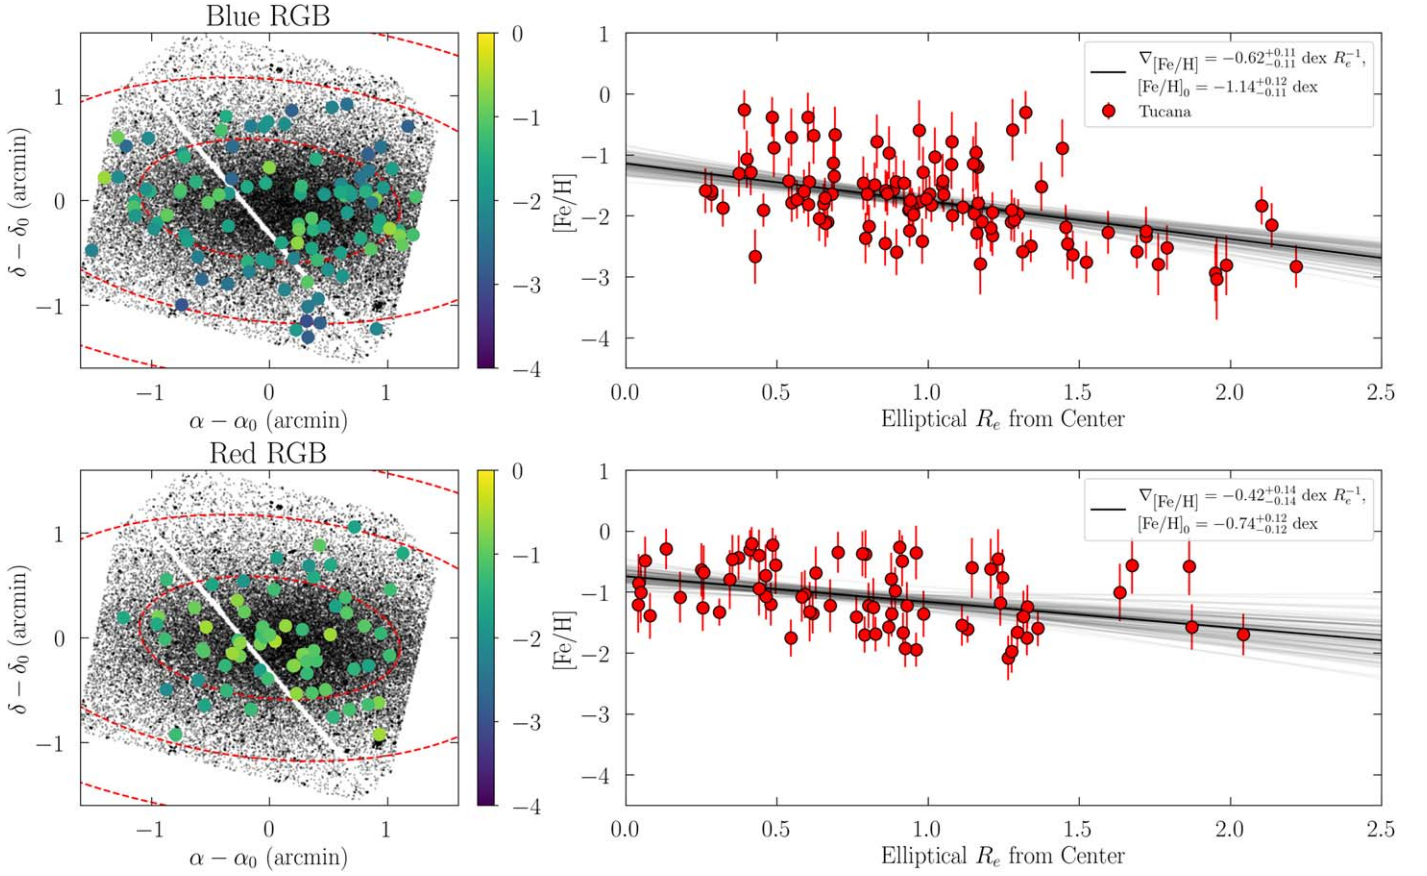 Blue RGB
1
0
−1
δ − δ₀ (arcmin)
−1 0 1
α − α₀ (arcmin)
0
−1
−2
−3
−4
[Fe/H]
1
0
−1
−2
−3
−4
0.0 0.5 1.0 1.5 2.0 2.5
Elliptical Rₑ from Center
∇[Fe/H] = −0.62 +0.11 −0.11 dex Rₑ⁻¹,
[Fe/H]₀ = −1.14 +0.12 −0.11 dex
Tucana
Red RGB
1
0
−1
δ − δ₀ (arcmin)
−1 0 1
α − α₀ (arcmin)
0
−1
−2
−3
−4
[Fe/H]
1
0
−1
−2
−3
−4
0.0 0.5 1.0 1.5 2.0 2.5
Elliptical Rₑ from Center
∇[Fe/H] = −0.42 +0.14 −0.14 dex Rₑ⁻¹,
[Fe/H]₀ = −0.74 +0.12 −0.12 dex